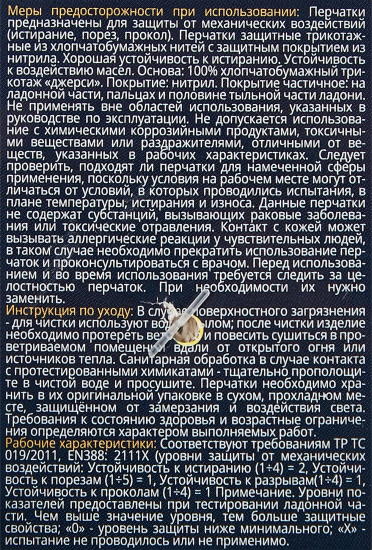 Меры предосторожности при использовании: Перчатки
предназначены для защиты от механических воздействий
(истирание, порез, прокол). Перчатки защитные трикотаж-
ные из хлопчатобумажных нитей с защитным покрытием из
нитрила. Хорошая устойчивость к истиранию. Устойчивость
к воздействию масел. Основа: 100% хлопчатобумажный три-
котаж «джерси». Покрытие: нитрил. Покрытие частичное: на
ладонной части, пальцах и половине тыльной части ладони.
Не применять вне областей использования, указанных в
руководстве по эксплуатации. Не допускается использова-
ние с химическими коррозийными продуктами, токсичны-
ми веществами или раздражителями, отличными от ве-
ществ, указанных в рабочих характеристиках. Следует
проверить, подходят ли перчатки для намеченной сферы
применения, поскольку условия на рабочем месте могут от-
личаться от условий, в которых проводились испытания, в
плане температуры, истирания и износа. Данные перчатки
не содержат субстанций, вызывающих раковые заболева-
ния или токсические отравления. Контакт с кожей может
вызывать аллергические реакции у чувствительных людей,
в таком случае необходимо прекратить использование пер-
чаток и проконсультироваться с врачом. Перед использова-
нием и во время использования требуется следить за це-
лостностью перчаток. При необходимости их нужно
заменить.
Инструкция по уходу: В случае поверхностного загрязнения
- для чистки используют воду мылом; после чистки изделие
необходимо протереть и повесить сушиться в про-
ветриваемом помещении вдали от открытого огня или
источников тепла. Санитарная обработка в случае контакта
с протестированными химикатами - тщательно прополощи-
те в чистой воде и просушите. Перчатки необходимо хра-
нить в их оригинальной упаковке в сухом, прохладном ме-
сте, защищённом от замерзания и воздействия света.
Требования к состоянию здоровья и возрастные ограниче-
ния определяются характером выполняемых работ.
Рабочие характеристики: Соответствуют требованиям ТР ТС
019/2011, EN388: 2111X (уровни защиты от механических
воздействий: Устойчивость к истиранию (1÷4) = 2, Устойчи-
вость к порезам (1÷5) = 1, Устойчивость к разрывам(1÷4) = 1,
Устойчивость к проколам (1÷4) = 1 Примечание. Уровни по-
казателей предоставлены при тестировании ладонной ча-
сти. Чем выше значение уровня, тем больше защитные
свойства; «0» - уровень защиты ниже минимального; «X» -
испытание не проводилось или не применимо.